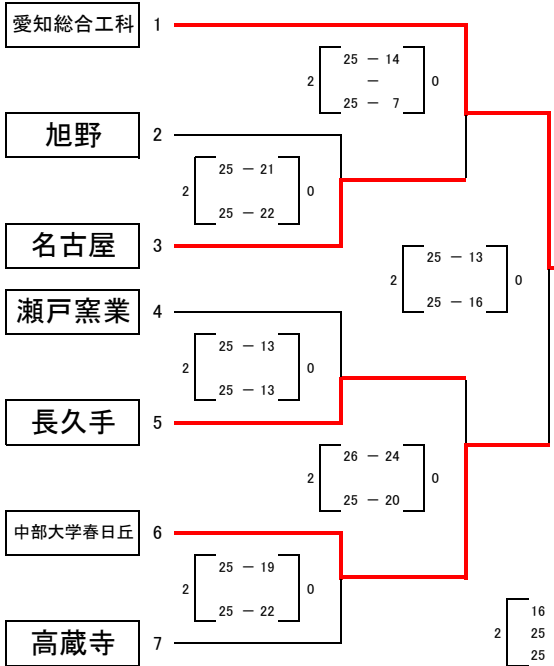 愛知総合工科 1
25 － 14
2 － 0
25 － 7
旭野 2
25 － 21
2 0
25 － 22
名古屋 3
25 － 13
2 0
25 － 16
瀬戸窯業 4
25 － 13
2 0
25 － 13
長久手 5
26 － 24
2 0
25 － 20
中部大学春日丘 6
25 － 19
2 0
25 － 22
高蔵寺 7
16
2 25
25